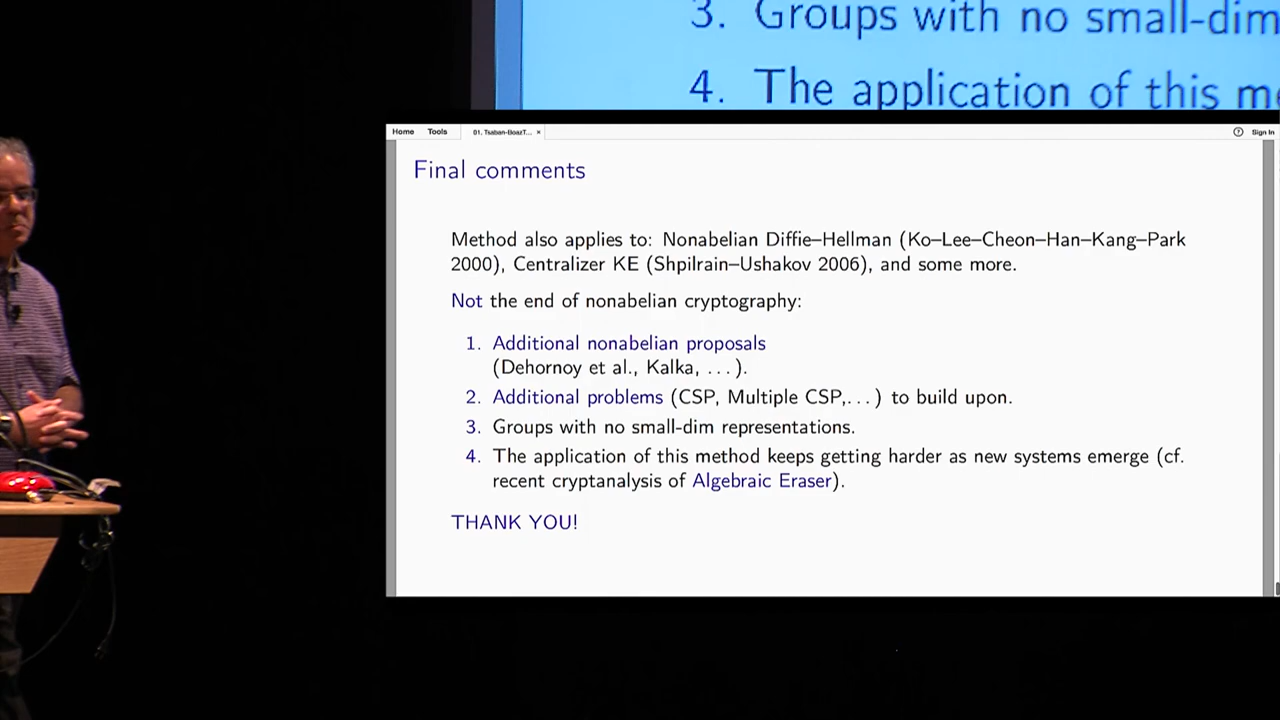 3. Groups with no small-dim
4. The application of this me
Home Tools 01. Tsaban-BoazT... × ? Sign In
Final comments
Method also applies to: Nonabelian Diffie–Hellman (Ko–Lee–Cheon–Han–Kang–Park
2000), Centralizer KE (Shpilrain–Ushakov 2006), and some more.
Not the end of nonabelian cryptography:
1. Additional nonabelian proposals
(Dehornoy et al., Kalka, ...).
2. Additional problems (CSP, Multiple CSP,...) to build upon.
3. Groups with no small-dim representations.
4. The application of this method keeps getting harder as new systems emerge (cf.
recent cryptanalysis of Algebraic Eraser).
THANK YOU!